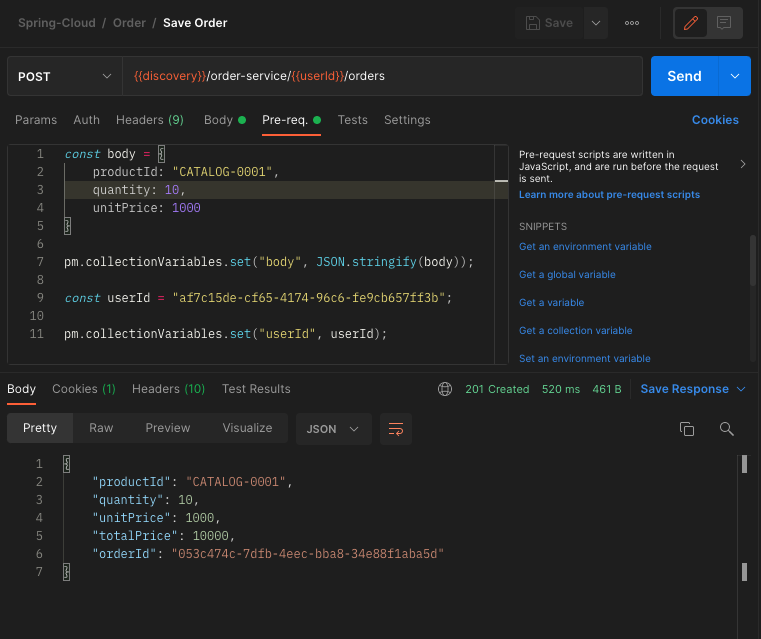 Spring-Cloud / Order / Save Order
Save
POST
{{discovery}}/order-service/{{userId}}/orders
Send
Params Auth Headers (9) Body Pre-req. Tests Settings Cookies
1 const body = {
2 productId: "CATALOG-0001",
3 quantity: 10,
4 unitPrice: 1000
5 }
6
7 pm.collectionVariables.set("body", JSON.stringify(body));
8
9 const userId = "af7c15de-cf65-4174-96c6-fe9cb657ff3b";
10
11 pm.collectionVariables.set("userId", userId);
Pre-request scripts are written in
JavaScript, and are run before the request
is sent.
Learn more about pre-request scripts
SNIPPETS
Get an environment variable
Get a global variable
Get a variable
Get a collection variable
Set an environment variable
Body Cookies (1) Headers (10) Test Results
201 Created 520 ms 461 B Save Response
Pretty Raw Preview Visualize JSON
1 {
2 "productId": "CATALOG-0001",
3 "quantity": 10,
4 "unitPrice": 1000,
5 "totalPrice": 10000,
6 "orderId": "053c474c-7dfb-4eec-bba8-34e88f1aba5d"
7 }